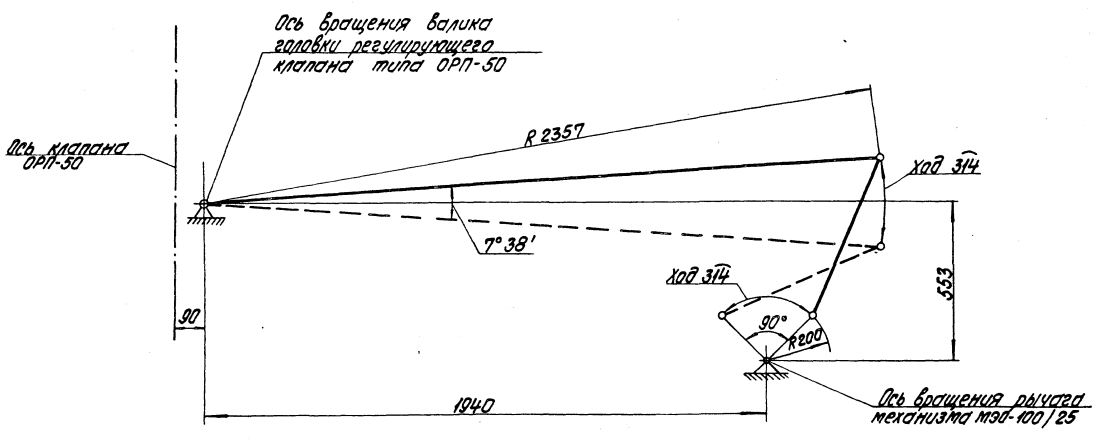 Ось вращения валика
головки регулирующего
клапана типа ОРП-50
Ось клапана
ОРП-50
R 2357
Ход 314
7° 38'
Ход 314
90°
R200
553
90
1940
Ось вращения рычага
механизма МЭО-100/25